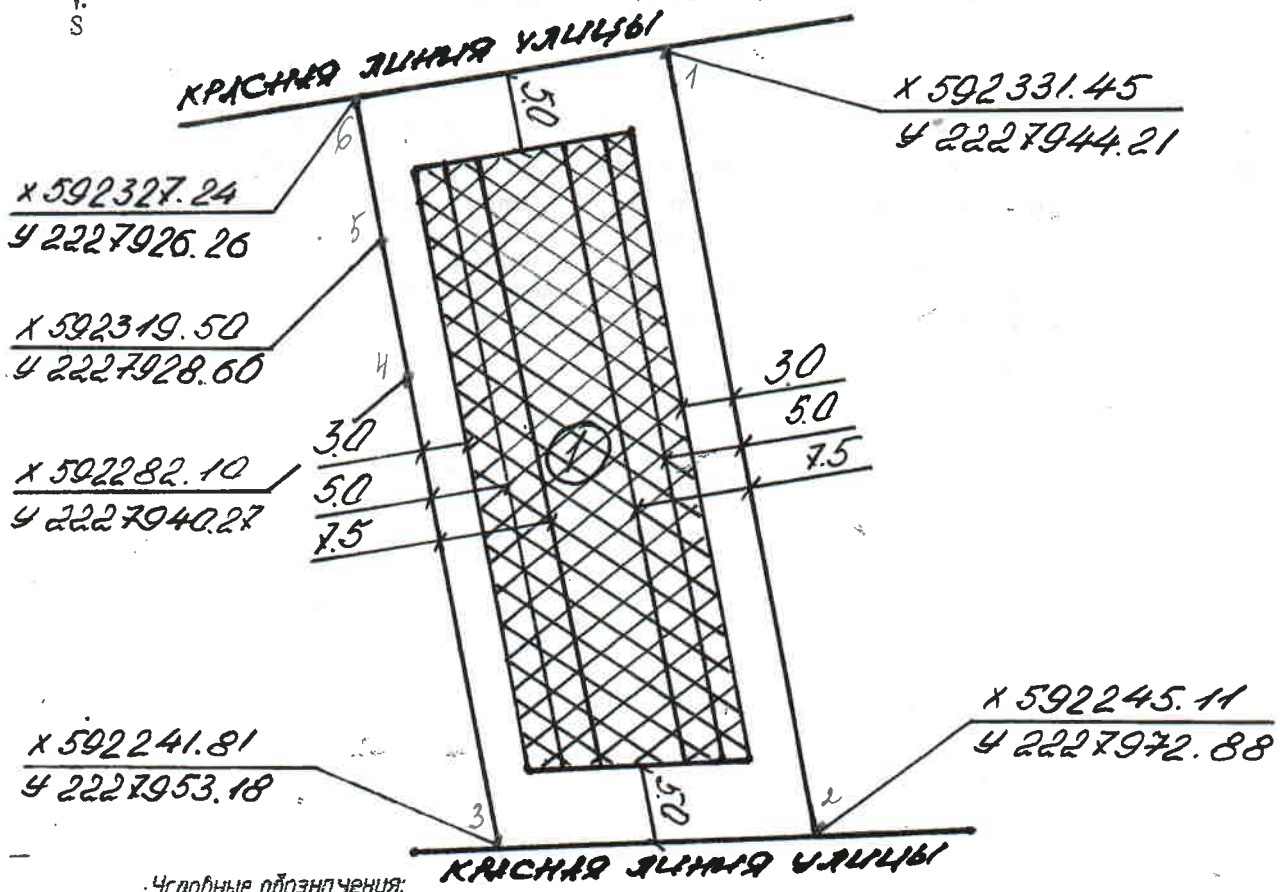 S
КРАСНАЯ ЛИНИЯ УЛИЦЫ
1
X 592331.45
У 2227944.21
5.0
6
X 592327.24
У 2227926.26
5
X 592319.50
У 2227928.60
4
3.0
5.0
7.5
3.0
5.0
7.5
1
X 592282.10
У 2227940.27
X 592241.81
У 2227953.18
3
5.0
2
X 592245.11
У 2227972.88
КРАСНАЯ ЛИНИЯ УЛИЦЫ
Условные обозначения: